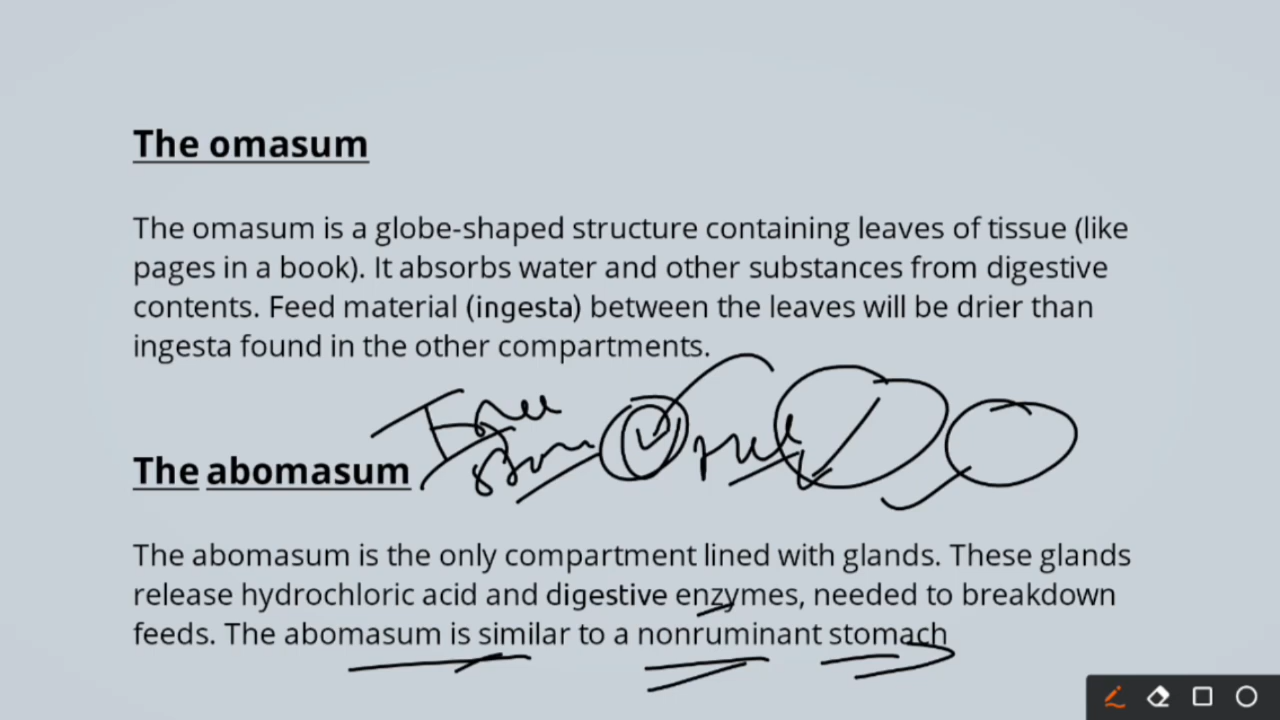 The omasum
The omasum is a globe-shaped structure containing leaves of tissue (like
pages in a book). It absorbs water and other substances from digestive
contents. Feed material (ingesta) between the leaves will be drier than
ingesta found in the other compartments.
The abomasum
The abomasum is the only compartment lined with glands. These glands
release hydrochloric acid and digestive enzymes, needed to breakdown
feeds. The abomasum is similar to a nonruminant stomach